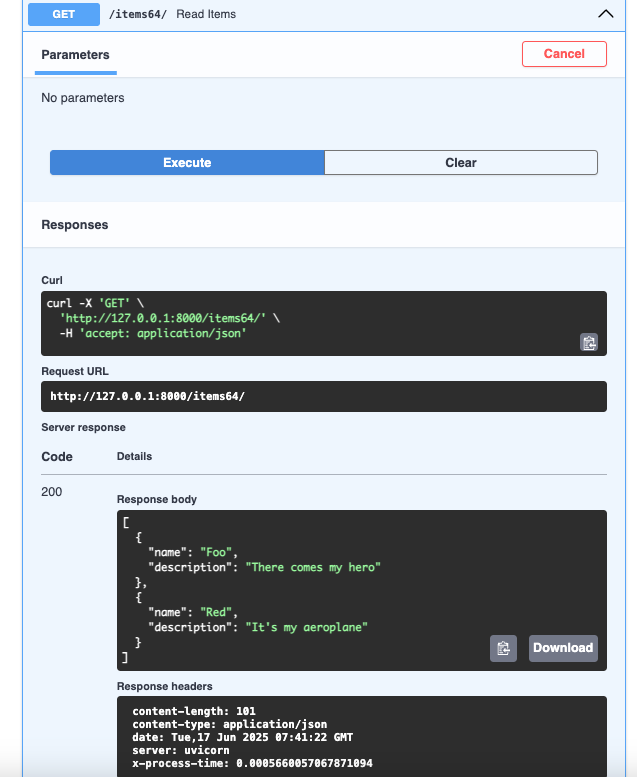 GET /items64/ Read Items
Parameters
Cancel
No parameters
Execute
Clear
Responses
Curl
curl -X 'GET' \
  'http://127.0.0.1:8000/items64/' \
  -H 'accept: application/json'
Request URL
http://127.0.0.1:8000/items64/
Server response
Code Details
200
Response body
[
  {
    "name": "Foo",
    "description": "There comes my hero"
  },
  {
    "name": "Red",
    "description": "It's my aeroplane"
  }
]
Download
Response headers
content-length: 101
content-type: application/json
date: Tue,17 Jun 2025 07:41:22 GMT
server: uvicorn
x-process-time: 0.0005660057067871094